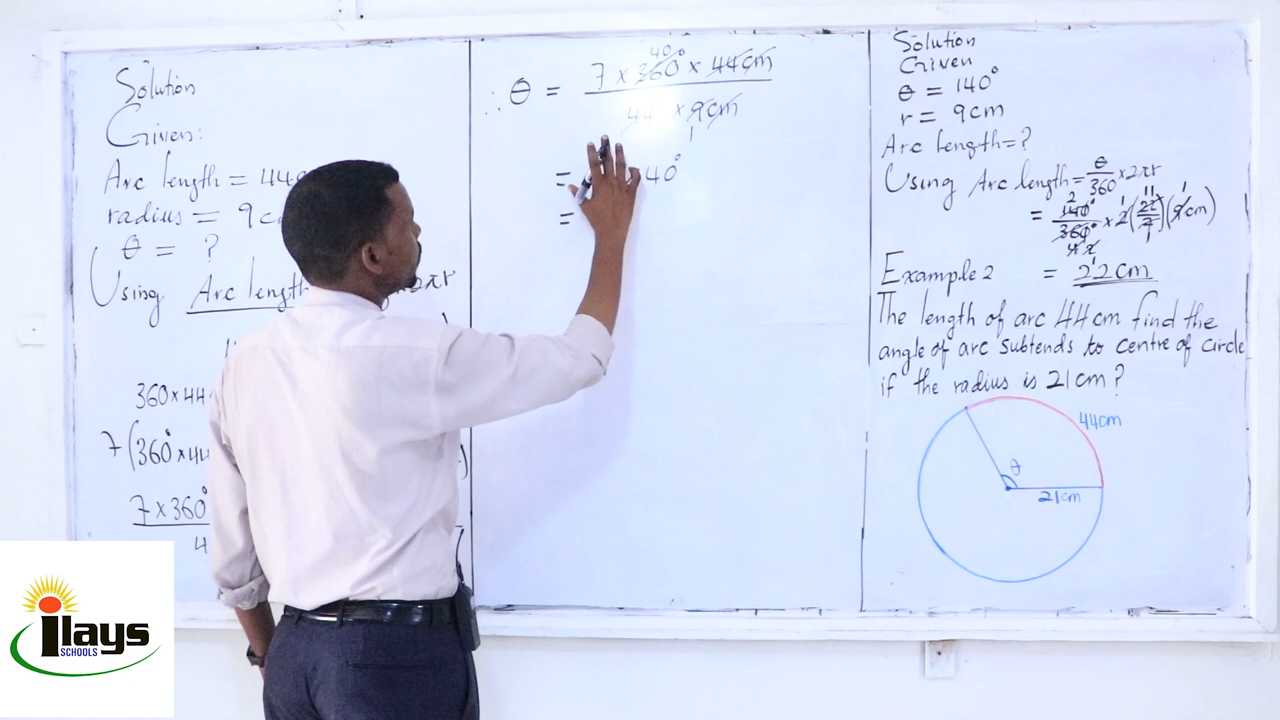 Solution
Given:
Arc length = 44
radius = 9c
θ = ?
Using Arc length 2πr
360×44
7(360°×44
7×360°
4
∴ θ = 7 × 360° × 44cm
40
44 × 9cm
1
= 40°
=
Solution
Given
θ = 140°
r = 9cm
Arc length=?
Using Arc length= θ/360 ×2πr
= 140°/360° × 2(22/7)(9cm)
= 22cm
Example 2
The length of arc 44cm find the
angle of arc subtends to centre of circle
if the radius is 21cm?
44cm
θ
21cm
ilays
SCHOOLS